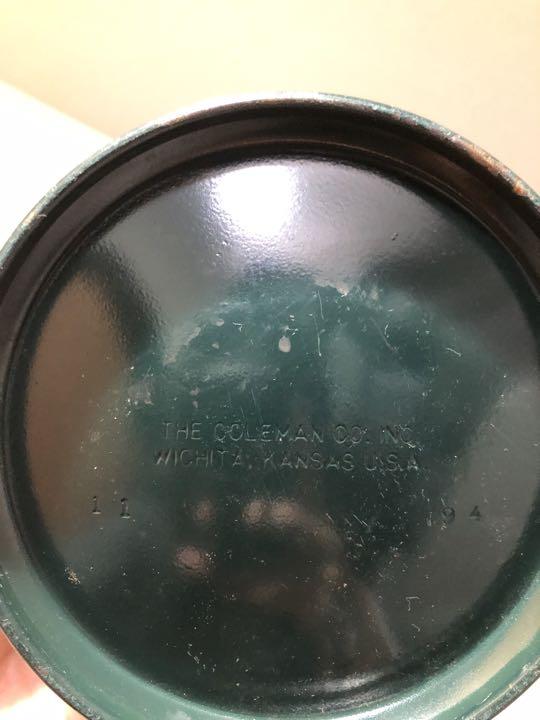 THE COLEMAN CO. INC.
WICHITA, KANSAS U.S.A.
11 94